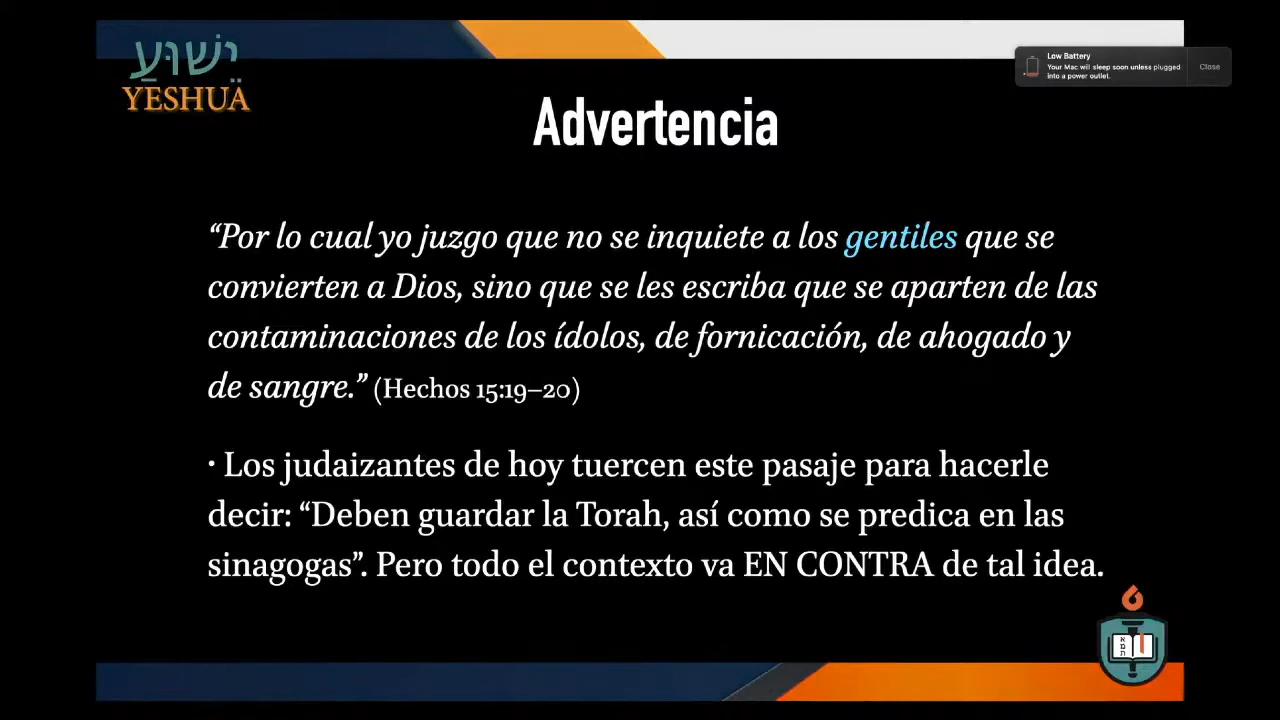 יֵשׁוּעַ
YESHUA
Low Battery
Your Mac will sleep soon unless plugged
into a power outlet.
Close
Advertencia
“Por lo cual yo juzgo que no se inquiete a los gentiles que se
convierten a Dios, sino que se les escriba que se aparten de las
contaminaciones de los ídolos, de fornicación, de ahogado y
de sangre.” (Hechos 15:19–20)
· Los judaizantes de hoy tuercen este pasaje para hacerle
decir: “Deben guardar la Torah, así como se predica en las
sinagogas”. Pero todo el contexto va EN CONTRA de tal idea.
א
מ
ת